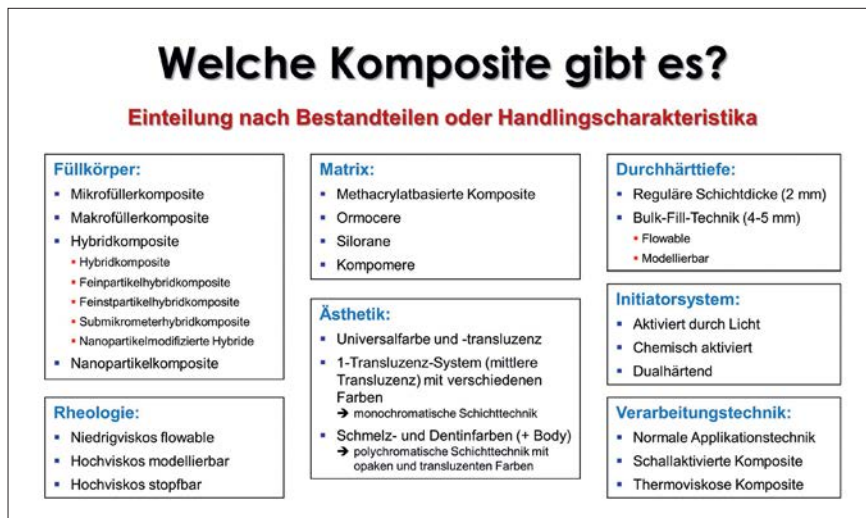 Welche Komposite gibt es?
Einteilung nach Bestandteilen oder Handlingscharakteristika
Füllkörper:
▪ Mikrofüllerkomposite
▪ Makrofüllerkomposite
▪ Hybridkomposite
▪ Hybridkomposite
▪ Feinpartikelhybridkomposite
▪ Feinstpartikelhybridkomposite
▪ Submikrometerhybridkomposite
▪ Nanopartikelmodifizierte Hybride
▪ Nanopartikelkomposite
Rheologie:
▪ Niedrigviskos flowable
▪ Hochviskos modellierbar
▪ Hochviskos stopfbar
Matrix:
▪ Methacrylatbasierte Komposite
▪ Ormocere
▪ Silorane
▪ Kompomere
Ästhetik:
▪ Universalfarbe und -transluzenz
▪ 1-Transluzenz-System (mittlere
Transluzenz) mit verschiedenen
Farben
➔ monochromatische Schichttechnik
▪ Schmelz- und Dentinfarben (+ Body)
➔ polychromatische Schichttechnik mit
opaken und transluzenten Farben
Durchhärttiefe:
▪ Reguläre Schichtdicke (2 mm)
▪ Bulk-Fill-Technik (4-5 mm)
▪ Flowable
▪ Modellierbar
Initiatorsystem:
▪ Aktiviert durch Licht
▪ Chemisch aktiviert
▪ Dualhärtend
Verarbeitungstechnik:
▪ Normale Applikationstechnik
▪ Schallaktivierte Komposite
▪ Thermoviskose Komposite